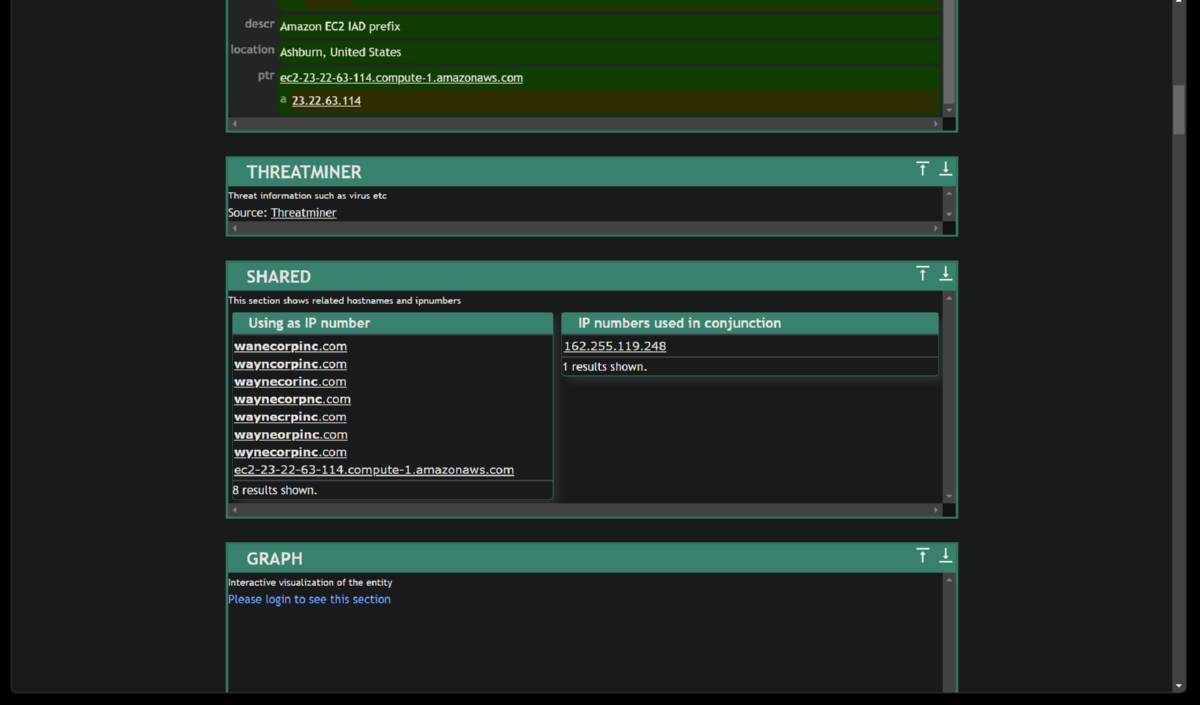 descr Amazon EC2 IAD prefix
location Ashburn, United States
ptr ec2-23-22-63-114.compute-1.amazonaws.com
a 23.22.63.114
THREATMINER
Threat information such as virus etc
Source: Threatminer
SHARED
This section shows related hostnames and ipnumbers
Using as IP number
wanecorpinc.com
wayncorpinc.com
waynecorinc.com
waynecorpnc.com
waynecrpinc.com
wayneorpinc.com
wynecorpinc.com
ec2-23-22-63-114.compute-1.amazonaws.com
8 results shown.
IP numbers used in conjunction
162.255.119.248
1 results shown.
GRAPH
Interactive visualization of the entity
Please login to see this section